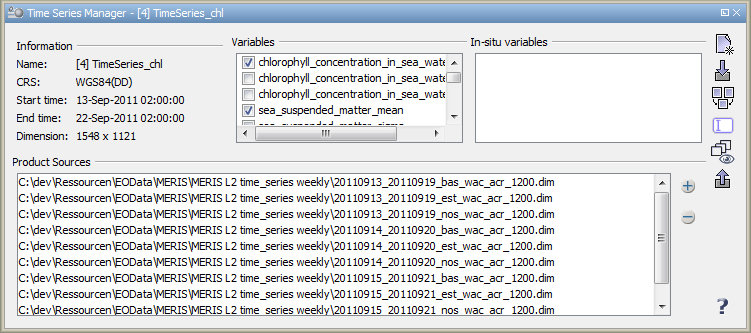 Time Series Manager - [4] TimeSeries_chl
Information
Name: [4] TimeSeries_chl
CRS: WGS84(DD)
Start time: 13-Sep-2011 02:00:00
End time: 22-Sep-2011 02:00:00
Dimension: 1548 x 1121
Variables
chlorophyll_concentration_in_sea_wate
chlorophyll_concentration_in_sea_wate
chlorophyll_concentration_in_sea_wate
sea_suspended_matter_mean
In-situ variables
Product Sources
C:\dev\Ressourcen\EOData\MERIS\MERIS L2 time_series weekly\20110913_20110919_bas_wac_acr_1200.dim
C:\dev\Ressourcen\EOData\MERIS\MERIS L2 time_series weekly\20110913_20110919_est_wac_acr_1200.dim
C:\dev\Ressourcen\EOData\MERIS\MERIS L2 time_series weekly\20110913_20110919_nos_wac_acr_1200.dim
C:\dev\Ressourcen\EOData\MERIS\MERIS L2 time_series weekly\20110914_20110920_bas_wac_acr_1200.dim
C:\dev\Ressourcen\EOData\MERIS\MERIS L2 time_series weekly\20110914_20110920_est_wac_acr_1200.dim
C:\dev\Ressourcen\EOData\MERIS\MERIS L2 time_series weekly\20110914_20110920_nos_wac_acr_1200.dim
C:\dev\Ressourcen\EOData\MERIS\MERIS L2 time_series weekly\20110915_20110921_bas_wac_acr_1200.dim
C:\dev\Ressourcen\EOData\MERIS\MERIS L2 time_series weekly\20110915_20110921_est_wac_acr_1200.dim
C:\dev\Ressourcen\EOData\MERIS\MERIS L2 time_series weekly\20110915_20110921_nos_wac_acr_1200.dim